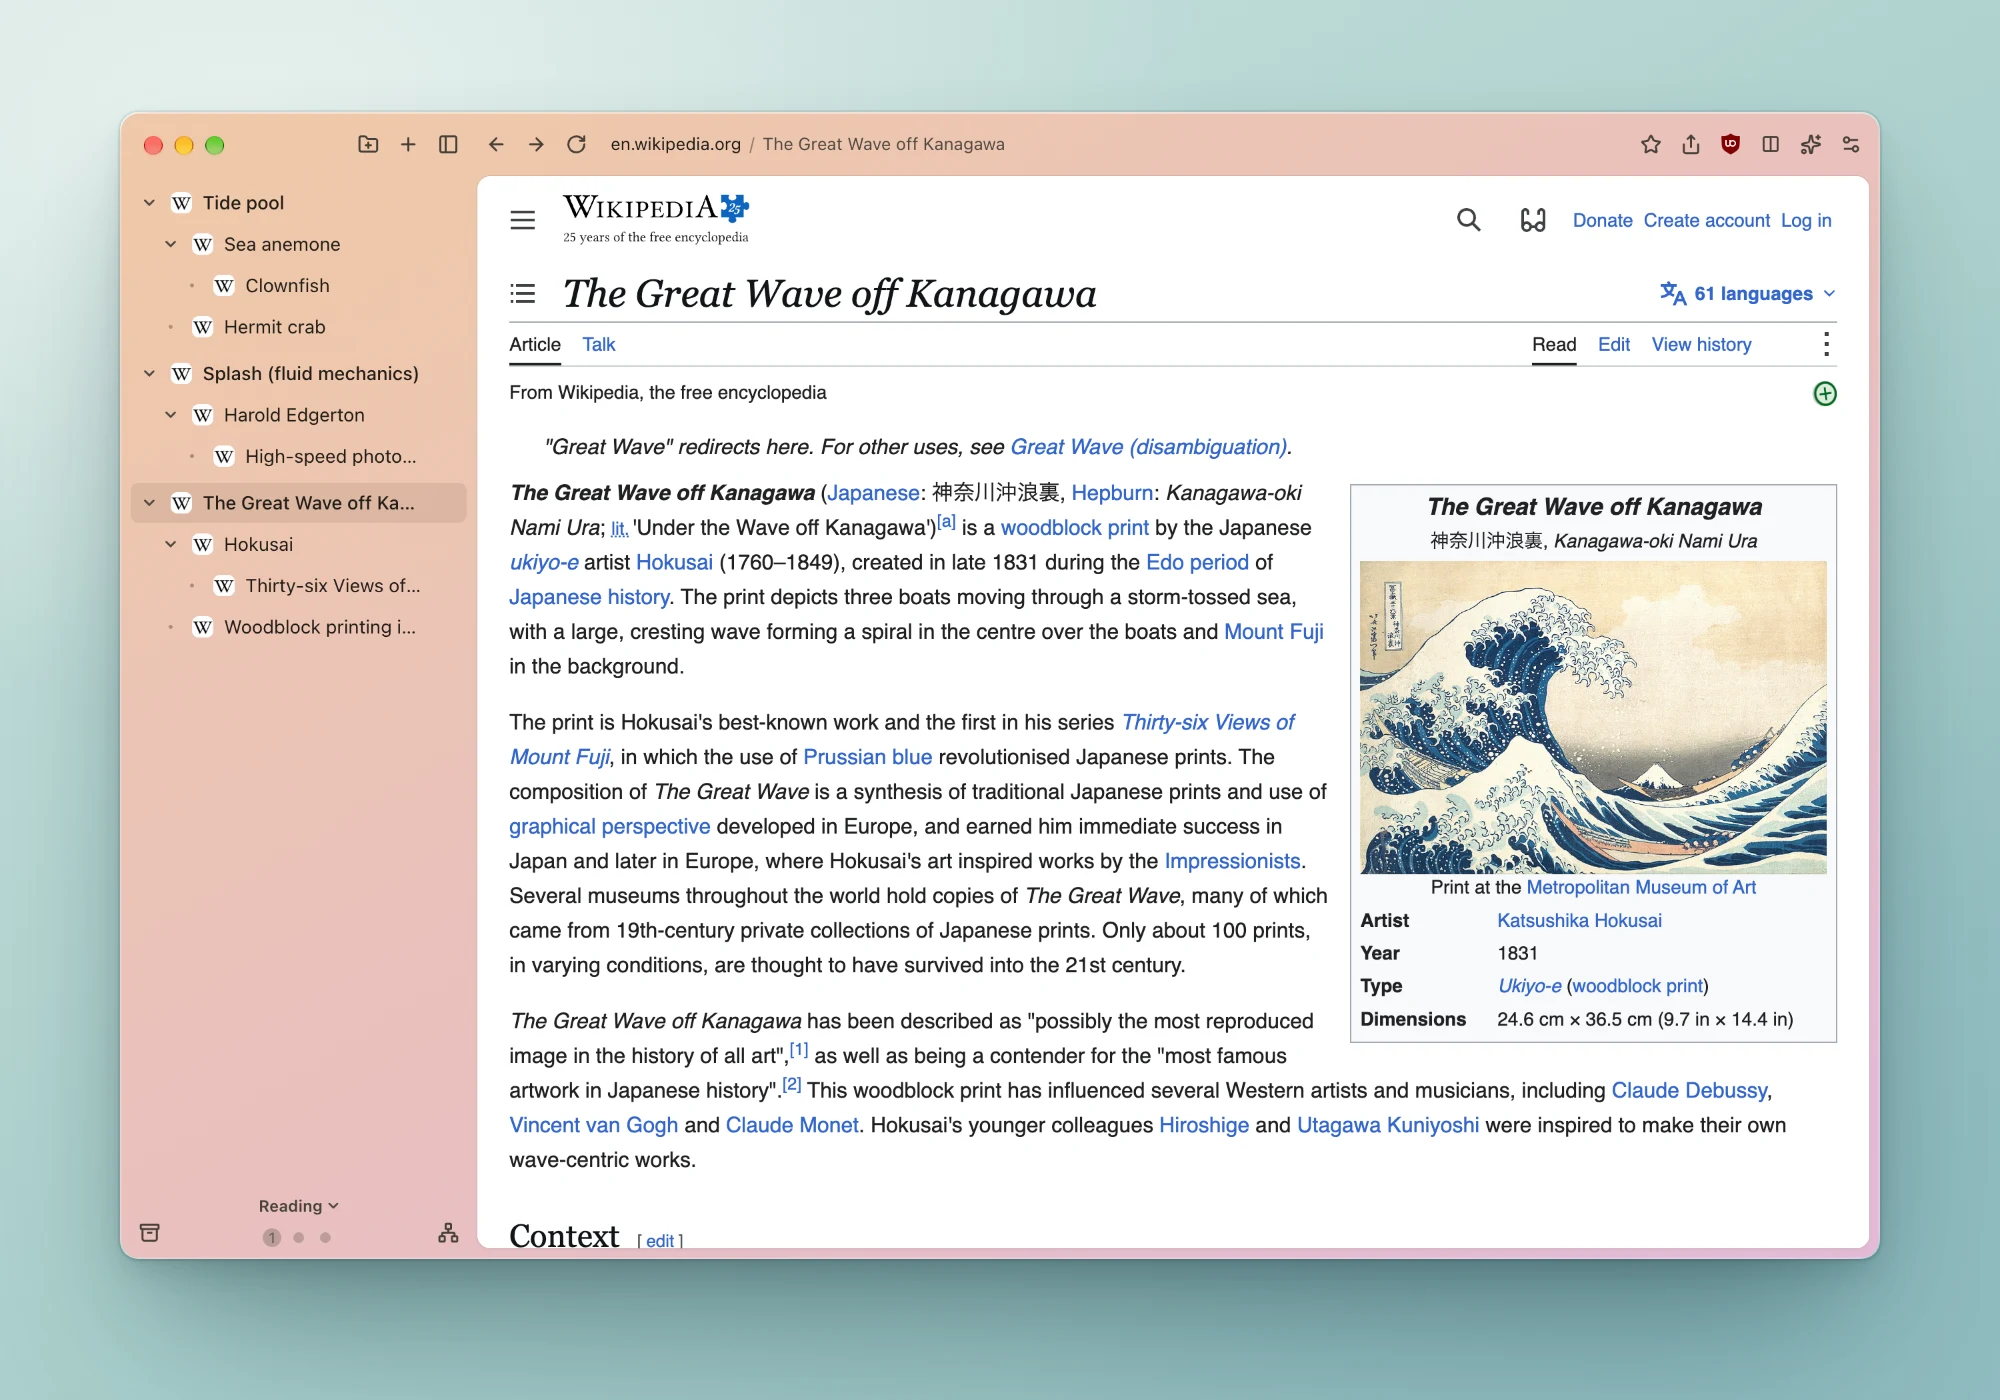 en.wikipedia.org / The Great Wave off Kanagawa
Tide pool
Sea anemone
Clownfish
Hermit crab
Splash (fluid mechanics)
Harold Edgerton
High-speed photo...
The Great Wave off Ka...
Hokusai
Thirty-six Views of...
Woodblock printing i...
Reading
1
WIKIPEDIA 25
25 years of the free encyclopedia
Donate Create account Log in
The Great Wave off Kanagawa
61 languages
Article Talk
Read Edit View history
From Wikipedia, the free encyclopedia
"Great Wave" redirects here. For other uses, see Great Wave (disambiguation).
The Great Wave off Kanagawa (Japanese: 神奈川沖浪裏, Hepburn: Kanagawa-oki
Nami Ura; lit. 'Under the Wave off Kanagawa')[a] is a woodblock print by the Japanese
ukiyo-e artist Hokusai (1760–1849), created in late 1831 during the Edo period of
Japanese history. The print depicts three boats moving through a storm-tossed sea,
with a large, cresting wave forming a spiral in the centre over the boats and Mount Fuji
in the background.
The print is Hokusai's best-known work and the first in his series Thirty-six Views of
Mount Fuji, in which the use of Prussian blue revolutionised Japanese prints. The
composition of The Great Wave is a synthesis of traditional Japanese prints and use of
graphical perspective developed in Europe, and earned him immediate success in
Japan and later in Europe, where Hokusai's art inspired works by the Impressionists.
Several museums throughout the world hold copies of The Great Wave, many of which
came from 19th-century private collections of Japanese prints. Only about 100 prints,
in varying conditions, are thought to have survived into the 21st century.
The Great Wave off Kanagawa has been described as "possibly the most reproduced
image in the history of all art",[1] as well as being a contender for the "most famous
artwork in Japanese history".[2] This woodblock print has influenced several Western artists and musicians, including Claude Debussy,
Vincent van Gogh and Claude Monet. Hokusai's younger colleagues Hiroshige and Utagawa Kuniyoshi were inspired to make their own
wave-centric works.
Context [ edit ]
The Great Wave off Kanagawa
神奈川沖浪裏, Kanagawa-oki Nami Ura
Print at the Metropolitan Museum of Art
Artist Katsushika Hokusai
Year 1831
Type Ukiyo-e (woodblock print)
Dimensions 24.6 cm × 36.5 cm (9.7 in × 14.4 in)